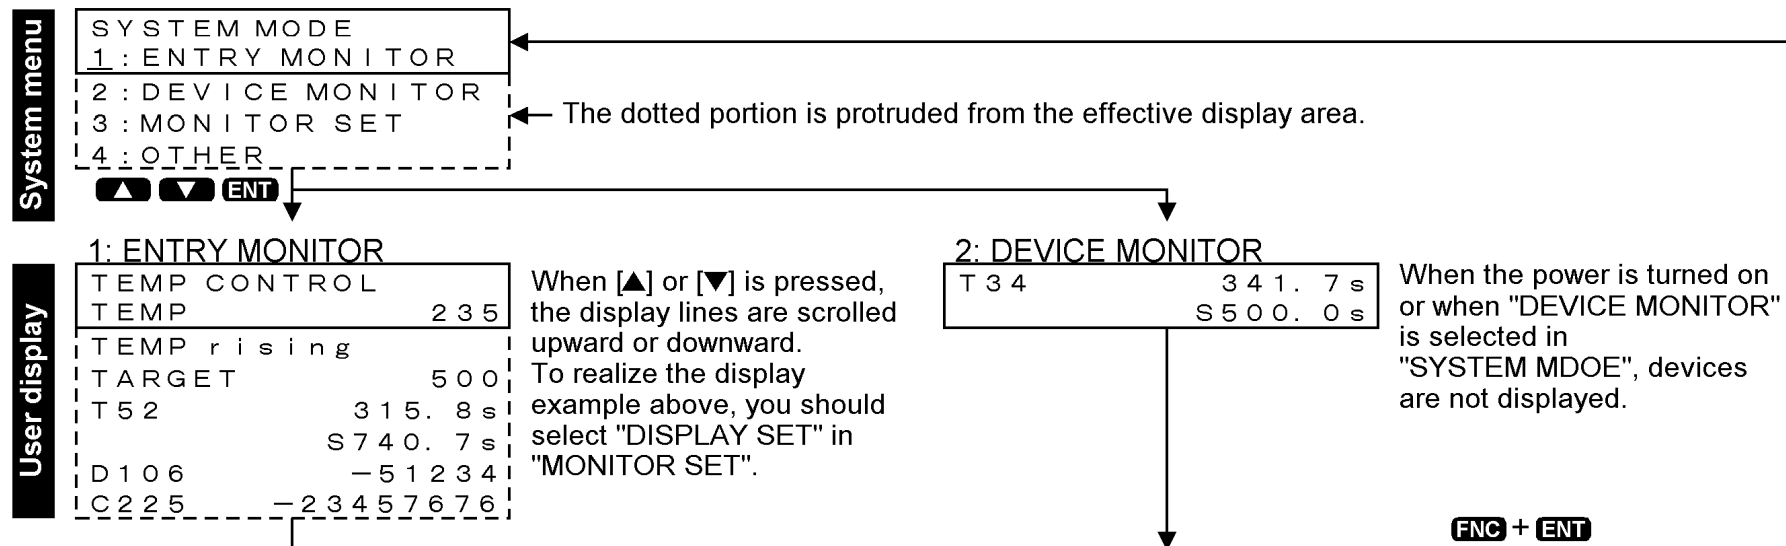 System menu
SYSTEM MODE
1:ENTRY MONITOR
2:DEVICE MONITOR
3:MONITOR SET
4:OTHER
The dotted portion is protruded from the effective display area.
▲ ▼ ENT
User display
1: ENTRY MONITOR
TEMP CONTROL
TEMP 235
TEMP rising
TARGET 500
T52 315.8s
S740.7s
D106 −51234
C225 −23457676
When [▲] or [▼] is pressed,
the display lines are scrolled
upward or downward.
To realize the display
example above, you should
select "DISPLAY SET" in
"MONITOR SET".
2: DEVICE MONITOR
T34 341.7s
S500.0s
When the power is turned on
or when "DEVICE MONITOR"
is selected in
"SYSTEM MDOE", devices
are not displayed.
FNC + ENT